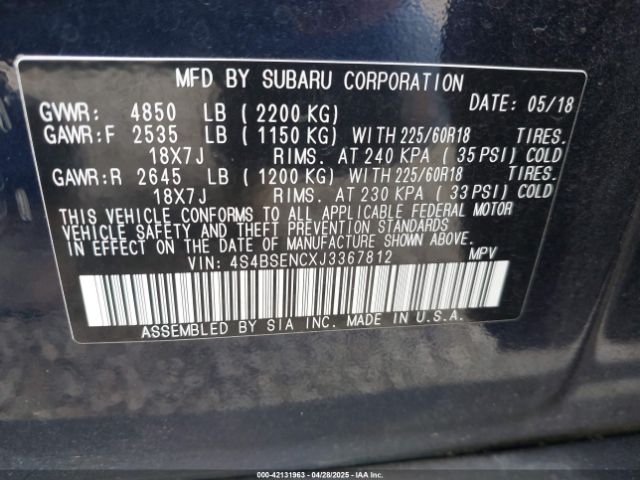 MFD BY SUBARU CORPORATION
GVWR: 4850 LB (2200 KG) DATE: 05/18
GAWR:F 2535 LB (1150 KG) WITH 225/60R18 TIRES.
18X7J RIMS. AT 240 KPA (35 PSI) COLD
GAWR:R 2645 LB (1200 KG) WITH 225/60R18 TIRES.
18X7J RIMS. AT 230 KPA (33 PSI) COLD
THIS VEHICLE CONFORMS TO ALL APPLICABLE FEDERAL MOTOR
VEHICLE SAFETY AND THEFT PREVENTION STANDARDS
IN EFFECT ON THE DATE OF MANUFACTURE SHOWN ABOVE.
VIN: 4S4BSENCXJ3367812 MPV
ASSEMBLED BY SIA INC. MADE IN U.S.A.
000-42131963 - 04/28/2025 - IAAI.COM